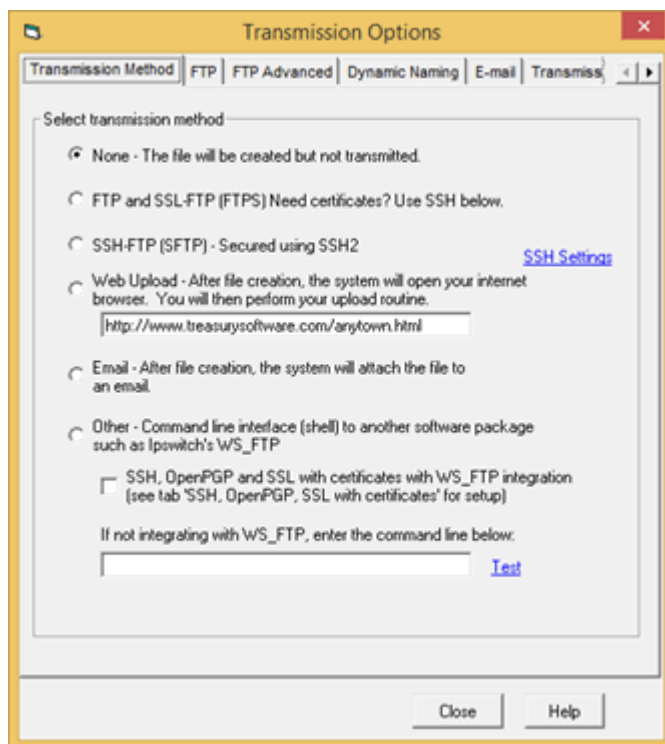 Transmission Options
Transmission Method FTP FTP Advanced Dynamic Naming E-mail Transmiss
Select transmission method
None - The file will be created but not transmitted.
FTP and SSL-FTP (FTPS) Need certificates? Use SSH below.
SSH-FTP (SFTP) - Secured using SSH2
SSH Settings
Web Upload - After file creation, the system will open your internet
browser. You will then perform your upload routine.
http://www.treasurysoftware.com/anytown.html
Email - After file creation, the system will attach the file to
an email.
Other - Command line interface (shell) to another software package
such as Ipswitch's WS_FTP
SSH, OpenPGP and SSL with certificates with WS_FTP integration
(see tab 'SSH, OpenPGP, SSL with certificates' for setup)
If not integrating with WS_FTP, enter the command line below:
Test
Close Help